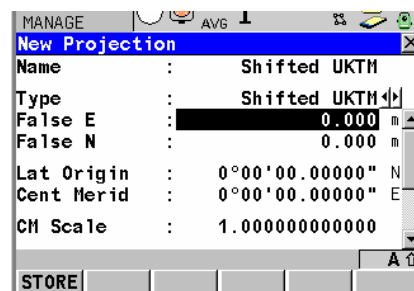 MANAGE AVG 1
New Projection X
Name : Shifted UKTM
Type : Shifted UKTM
False E : 0.000 m
False N : 0.000 m
Lat Origin : 0°00'00.00000" N
Cent Merid : 0°00'00.00000" E
CM Scale : 1.000000000000
A
STORE